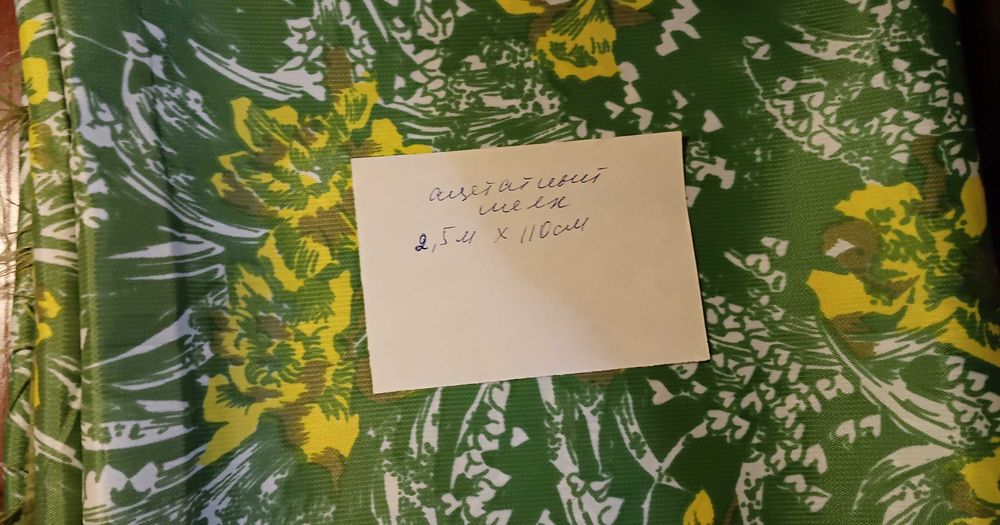 ацетатный
шелк
2,5м х 110см